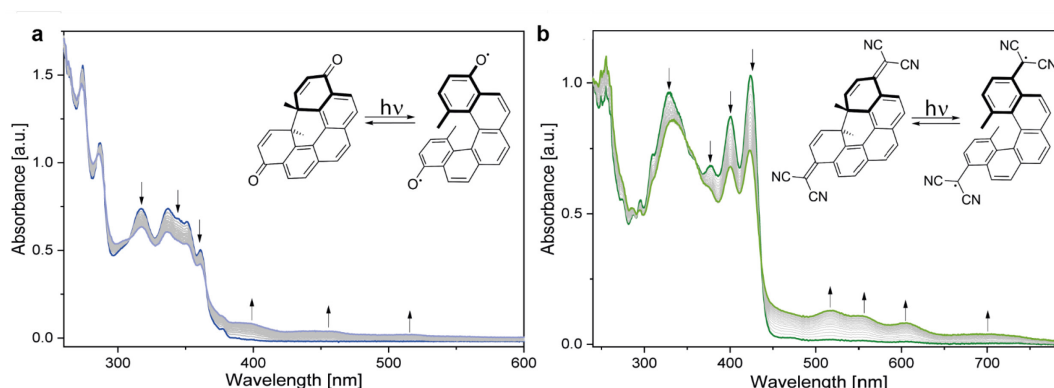 a
Absorbance [a.u.]
1.5
1.0
0.5
0.0
300
400
500
600
Wavelength [nm]
O
O
hν
O•
O•
b
Absorbance [a.u.]
1.0
0.5
0.0
300
400
500
600
700
Wavelength [nm]
NC
CN
NC
CN
hν
NC
CN
NC
CN